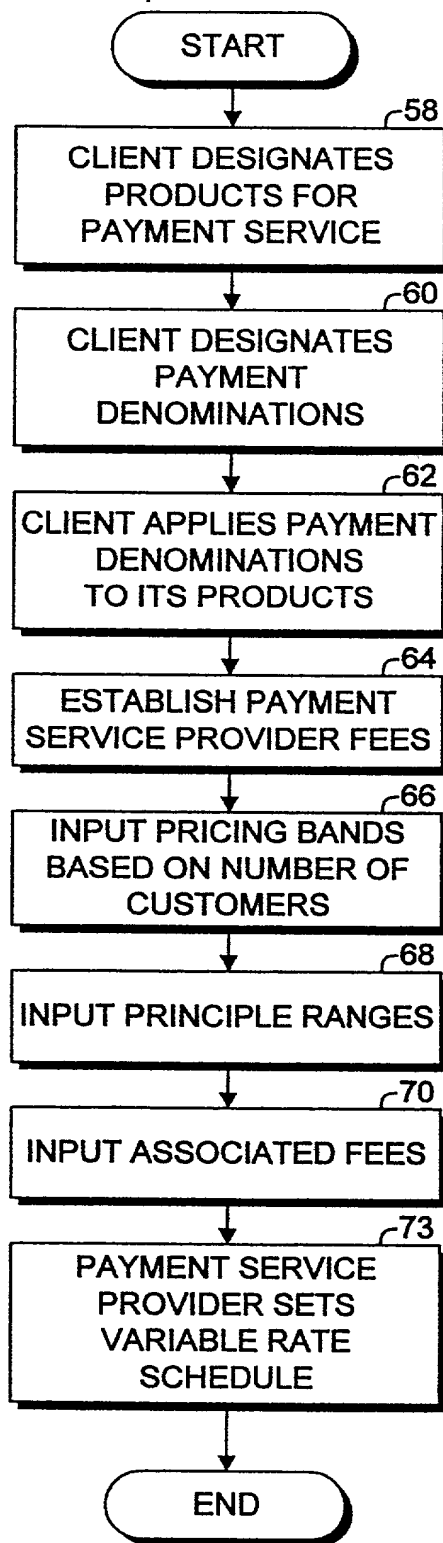 START
58
CLIENT DESIGNATES
PRODUCTS FOR
PAYMENT SERVICE
60
CLIENT DESIGNATES
PAYMENT
DENOMINATIONS
62
CLIENT APPLIES PAYMENT
DENOMINATIONS
TO ITS PRODUCTS
64
ESTABLISH PAYMENT
SERVICE PROVIDER FEES
66
INPUT PRICING BANDS
BASED ON NUMBER OF
CUSTOMERS
68
INPUT PRINCIPLE RANGES
70
INPUT ASSOCIATED FEES
73
PAYMENT SERVICE
PROVIDER SETS
VARIABLE RATE
SCHEDULE
END